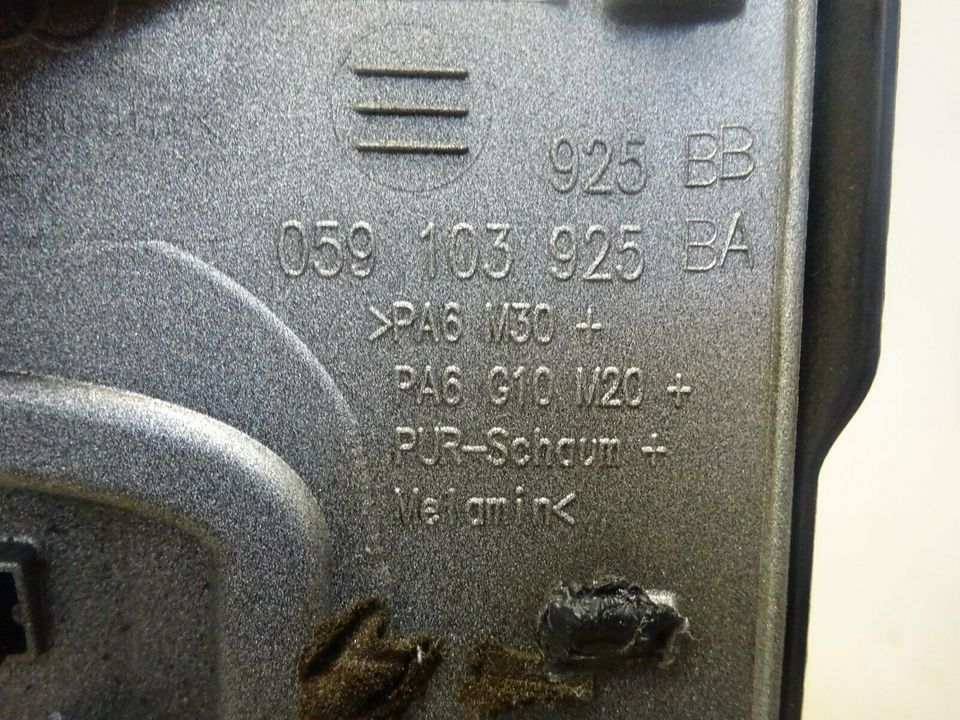 925 BB
059 103 925 BA
>PA6 M30 +
PA6 G10 M20 +
PUR-Schaum +
Melamin<